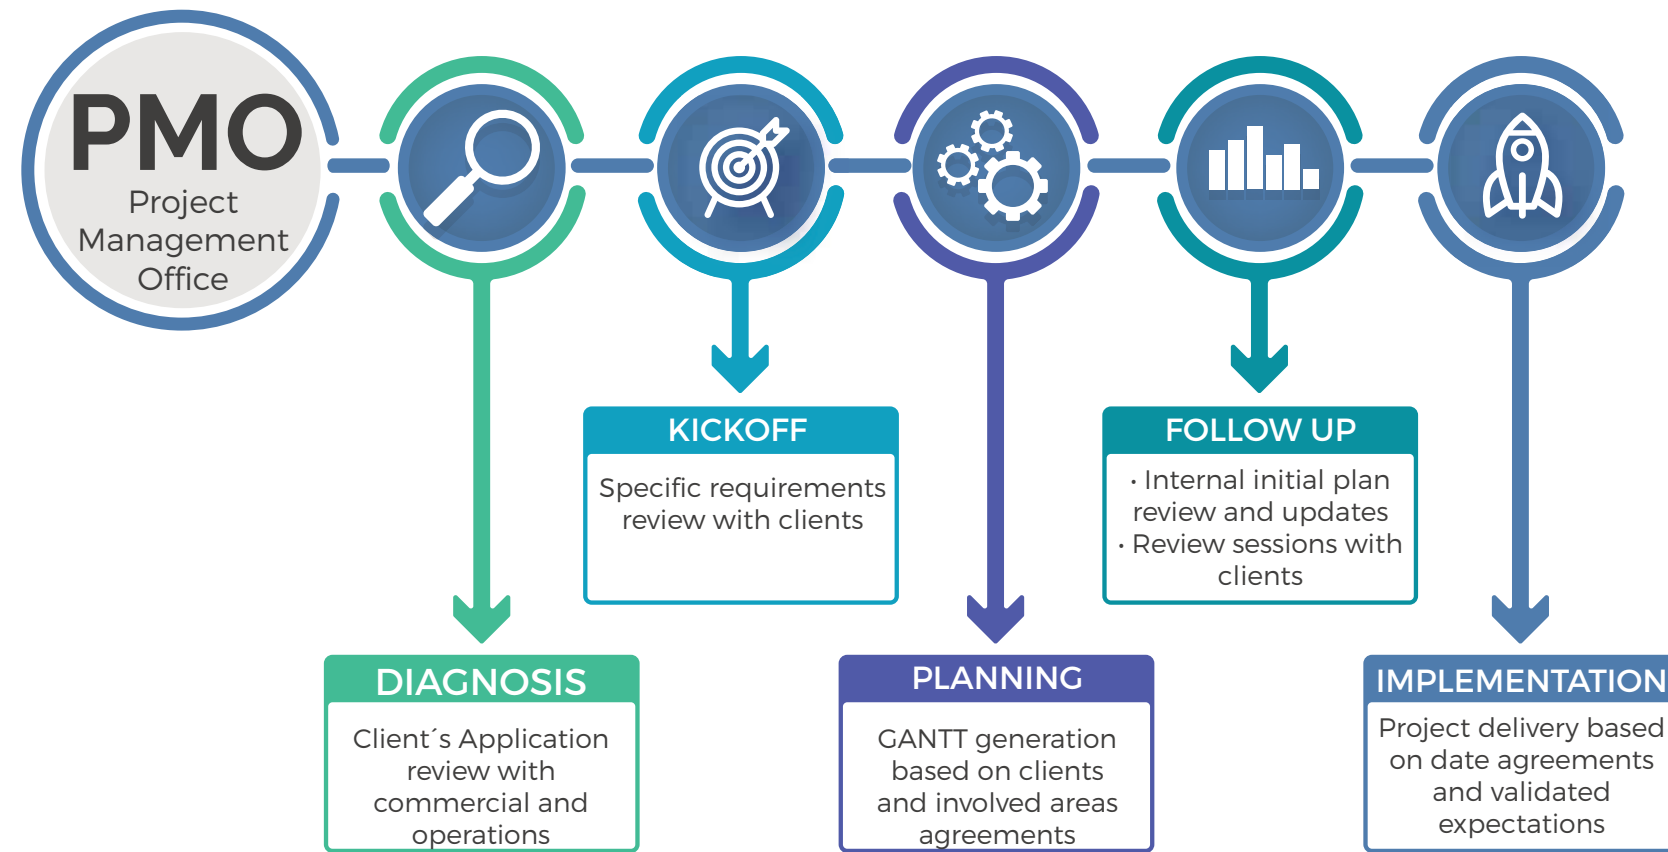 PMO
Project
Management
Office
DIAGNOSIS
Client´s Application
review with
commercial and
operations
KICKOFF
Specific requirements
review with clients
PLANNING
GANTT generation
based on clients
and involved areas
agreements
FOLLOW UP
• Internal initial plan
review and updates
• Review sessions with
clients
IMPLEMENTATION
Project delivery based
on date agreements
and validated
expectations